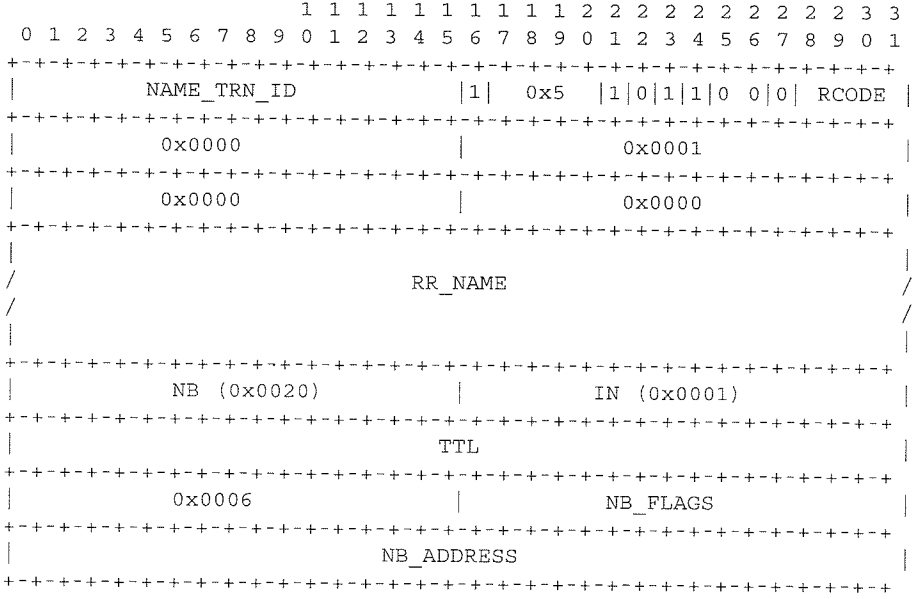 1 1 1 1 1 1 1 1 1 1 2 2 2 2 2 2 2 2 2 2 3 3
 0 1 2 3 4 5 6 7 8 9 0 1 2 3 4 5 6 7 8 9 0 1 2 3 4 5 6 7 8 9 0 1
+-+-+-+-+-+-+-+-+-+-+-+-+-+-+-+-+-+-+-+-+-+-+-+-+-+-+-+-+-+-+-+-+
|         NAME_TRN_ID           |1|  0x5  |1|0|1|1|0 0|0| RCODE |
+-+-+-+-+-+-+-+-+-+-+-+-+-+-+-+-+-+-+-+-+-+-+-+-+-+-+-+-+-+-+-+-+
|          0x0000               |           0x0001              |
+-+-+-+-+-+-+-+-+-+-+-+-+-+-+-+-+-+-+-+-+-+-+-+-+-+-+-+-+-+-+-+-+
|          0x0000               |           0x0000              |
+-+-+-+-+-+-+-+-+-+-+-+-+-+-+-+-+-+-+-+-+-+-+-+-+-+-+-+-+-+-+-+-+
|                                                               |
/                            RR_NAME                            /
/                                                               /
|                                                               |
+-+-+-+-+-+-+-+-+-+-+-+-+-+-+-+-+-+-+-+-+-+-+-+-+-+-+-+-+-+-+-+-+
|           NB (0x0020)         |         IN (0x0001)           |
+-+-+-+-+-+-+-+-+-+-+-+-+-+-+-+-+-+-+-+-+-+-+-+-+-+-+-+-+-+-+-+-+
|                              TTL                              |
+-+-+-+-+-+-+-+-+-+-+-+-+-+-+-+-+-+-+-+-+-+-+-+-+-+-+-+-+-+-+-+-+
|           0x0006              |          NB_FLAGS             |
+-+-+-+-+-+-+-+-+-+-+-+-+-+-+-+-+-+-+-+-+-+-+-+-+-+-+-+-+-+-+-+-+
|                          NB_ADDRESS                           |
+-+-+-+-+-+-+-+-+-+-+-+-+-+-+-+-+-+-+-+-+-+-+-+-+-+-+-+-+-+-+-+-+